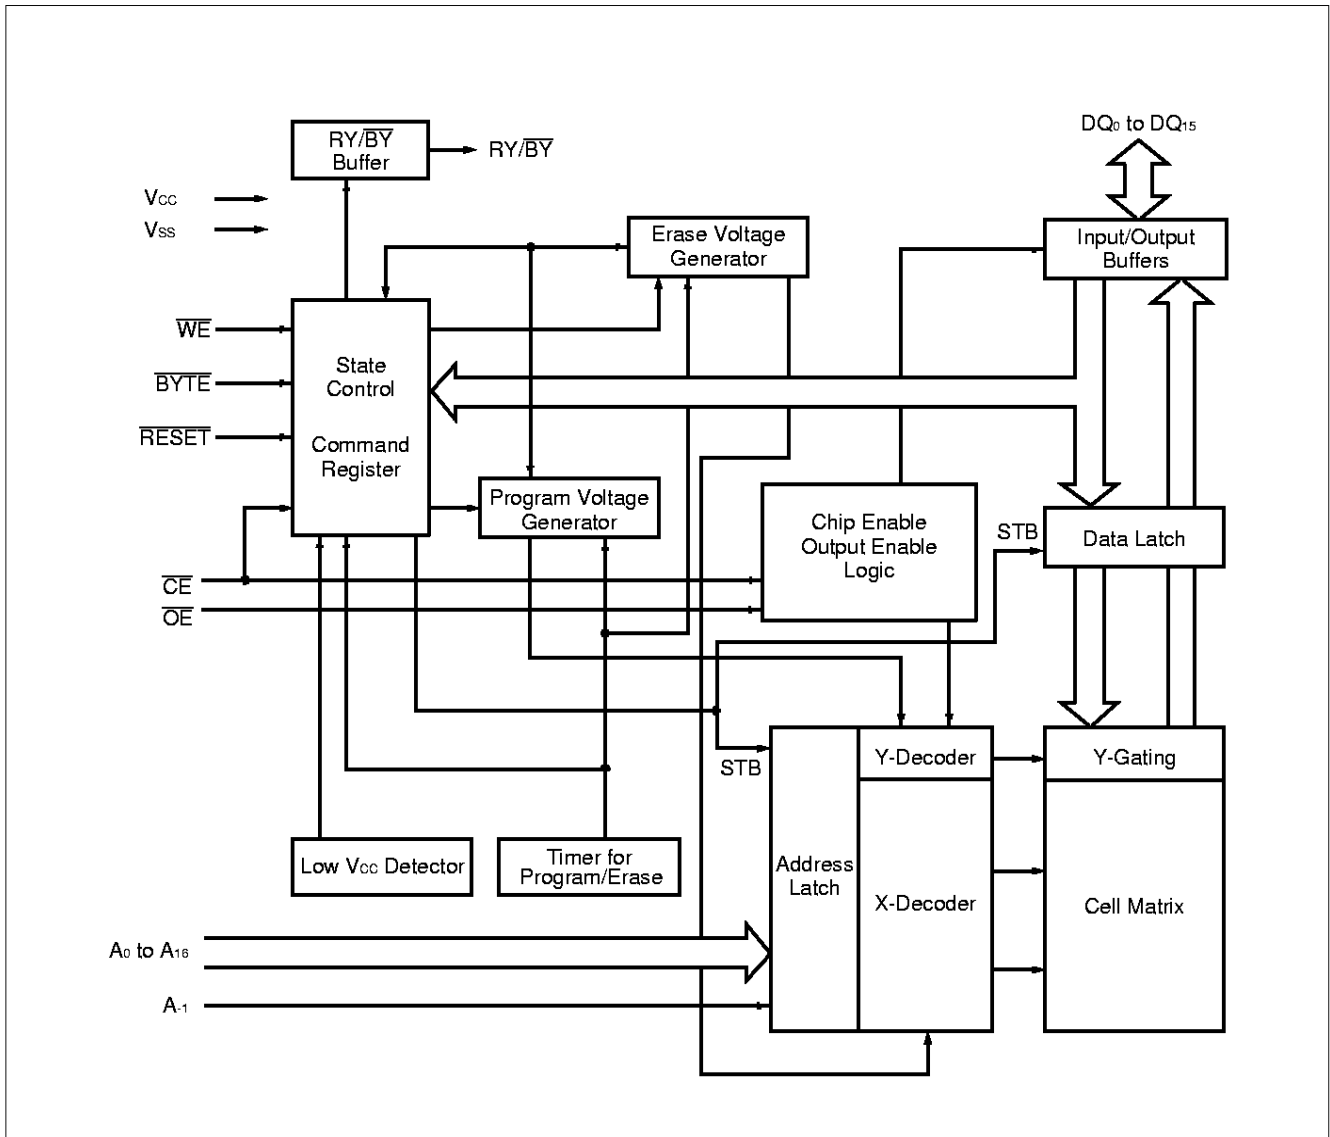 DQ0 to DQ15
RY/BY
Buffer
RY/BY
VCC
VSS
Erase Voltage
Generator
Input/Output
Buffers
WE
BYTE
RESET
State
Control
Command
Register
Program Voltage
Generator
Chip Enable
Output Enable
Logic
STB
Data Latch
CE
OE
STB
Y-Decoder
Y-Gating
Low VCC Detector
Timer for
Program/Erase
Address
Latch
X-Decoder
Cell Matrix
A0 to A16
A-1